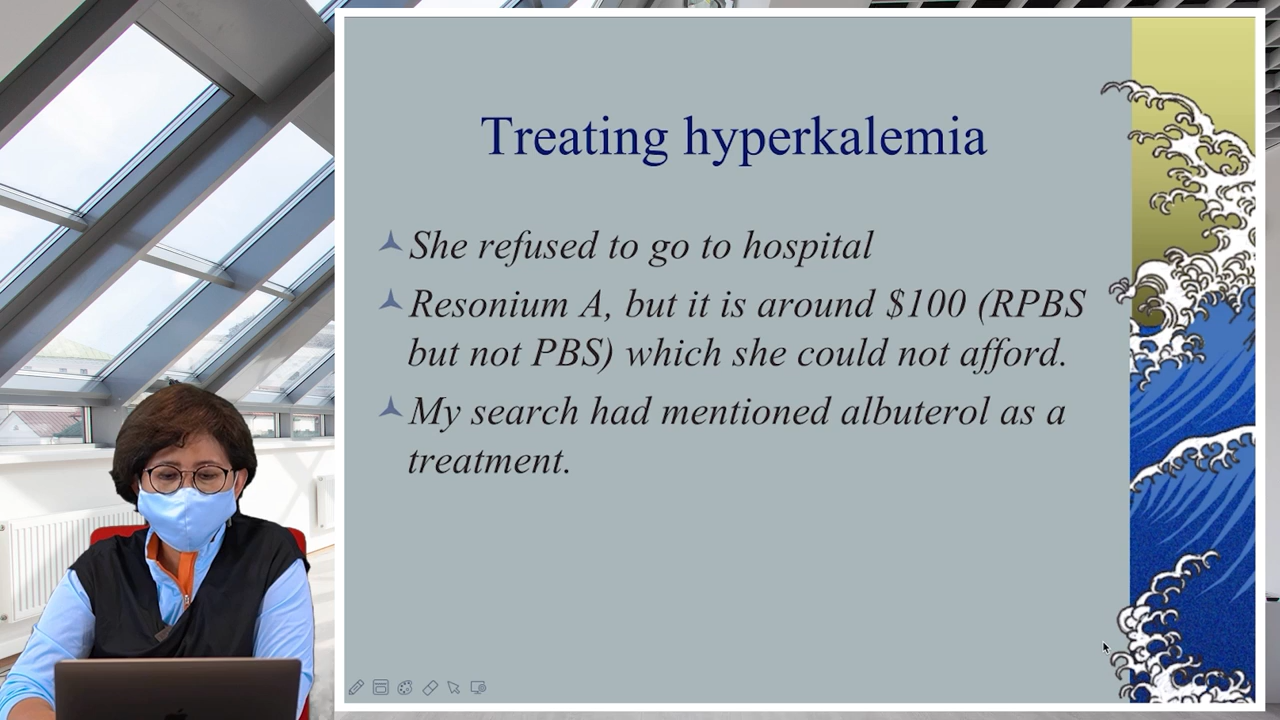 Treating hyperkalemia
She refused to go to hospital
Resonium A, but it is around $100 (RPBS
but not PBS) which she could not afford.
My search had mentioned albuterol as a
treatment.